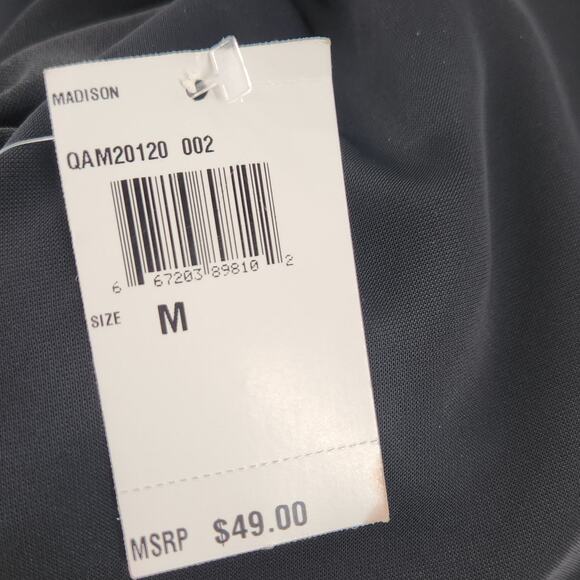 MADISON
QAM20120 002
6 67203 89810 2
SIZE M
MSRP $49.00